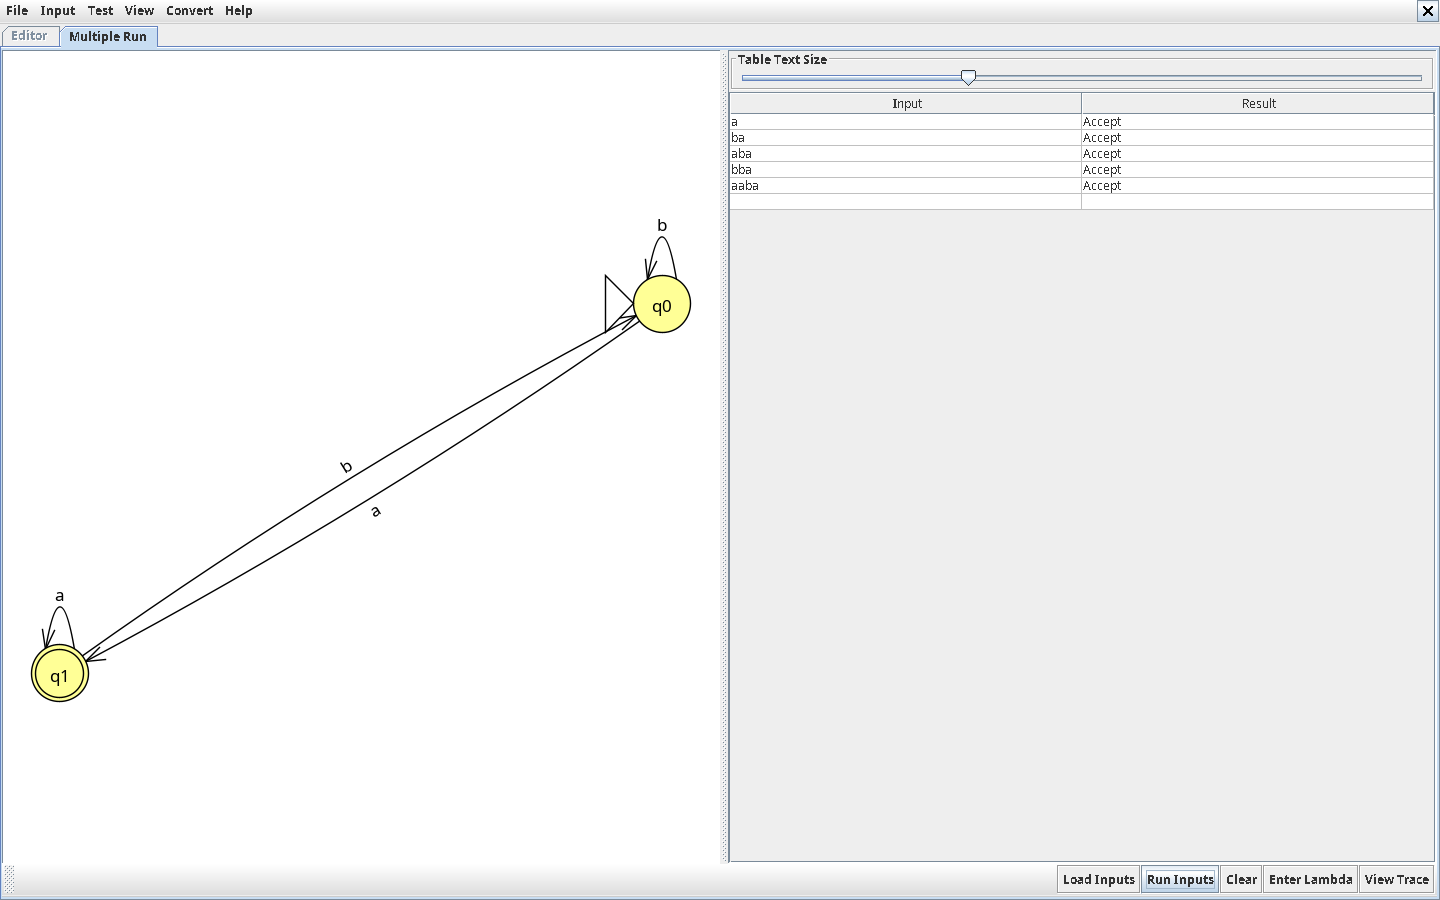 File Input Test View Convert Help
Editor Multiple Run
Table Text Size
Input Result
a Accept
ba Accept
aba Accept
bba Accept
aaba Accept
b
q0
b
a
a
q1
Load Inputs Run Inputs Clear Enter Lambda View Trace